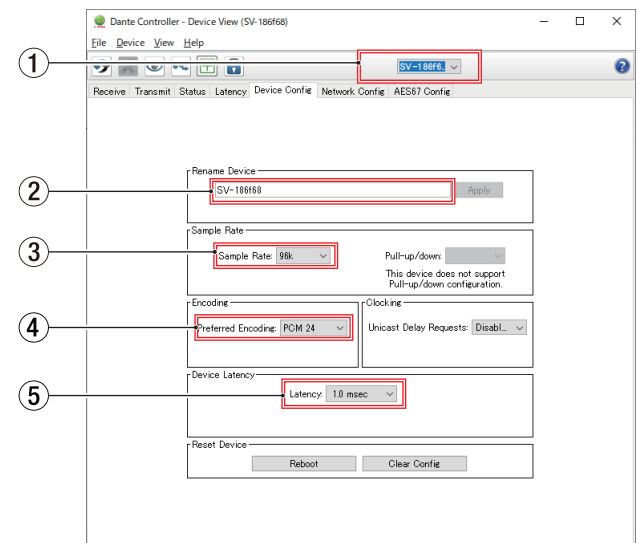 Dante Controller - Device View (SV-186f68)
File Device View Help
1
SV-186f6..
?
Receive Transmit Status Latency Device Config Network Config AES67 Config
Rename Device
2
SV-186f68
Apply
Sample Rate
3
Sample Rate: 96k
Pull-up/down:
This device does not support
Pull-up/down configuration.
Encoding
Clocking
4
Preferred Encoding: PCM 24
Unicast Delay Requests: Disabl...
Device Latency
5
Latency: 1.0 msec
Reset Device
Reboot
Clear Config